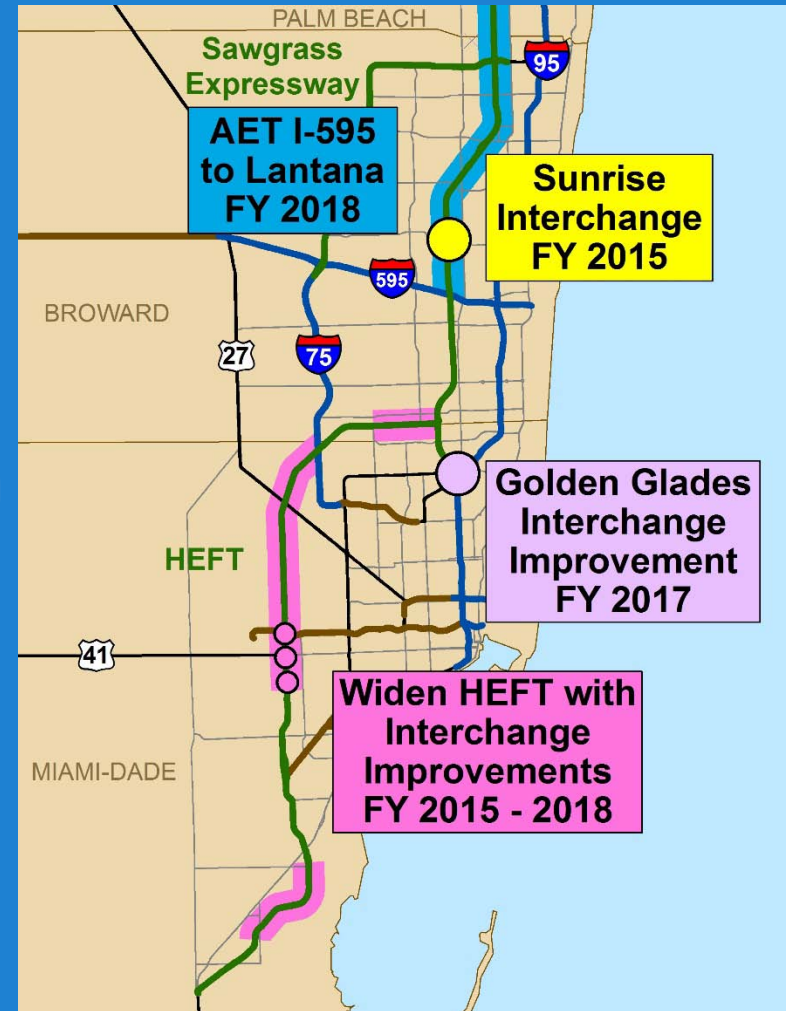 PALM BEACH
Sawgrass
Expressway
95
AET I-595
to Lantana
FY 2018
Sunrise
Interchange
FY 2015
595
BROWARD
27
75
Golden Glades
Interchange
Improvement
FY 2017
HEFT
41
Widen HEFT with
Interchange
Improvements
FY 2015 - 2018
MIAMI-DADE